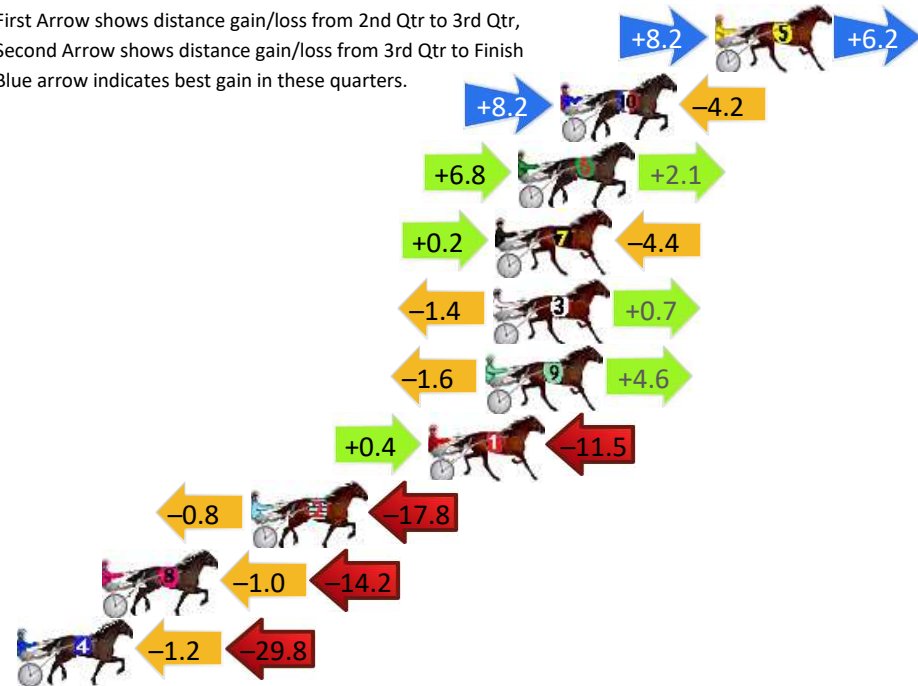 First Arrow shows distance gain/loss from 2nd Qtr to 3rd Qtr,
Second Arrow shows distance gain/loss from 3rd Qtr to Finish
Blue arrow indicates best gain in these quarters.
+8.2 5 +6.2
+8.2 10 –4.2
+6.8 6 +2.1
+0.2 7 –4.4
–1.4 3 +0.7
–1.6 9 +4.6
+0.4 1 –11.5
–0.8 2 –17.8
8 –1.0 –14.2
4 –1.2 –29.8